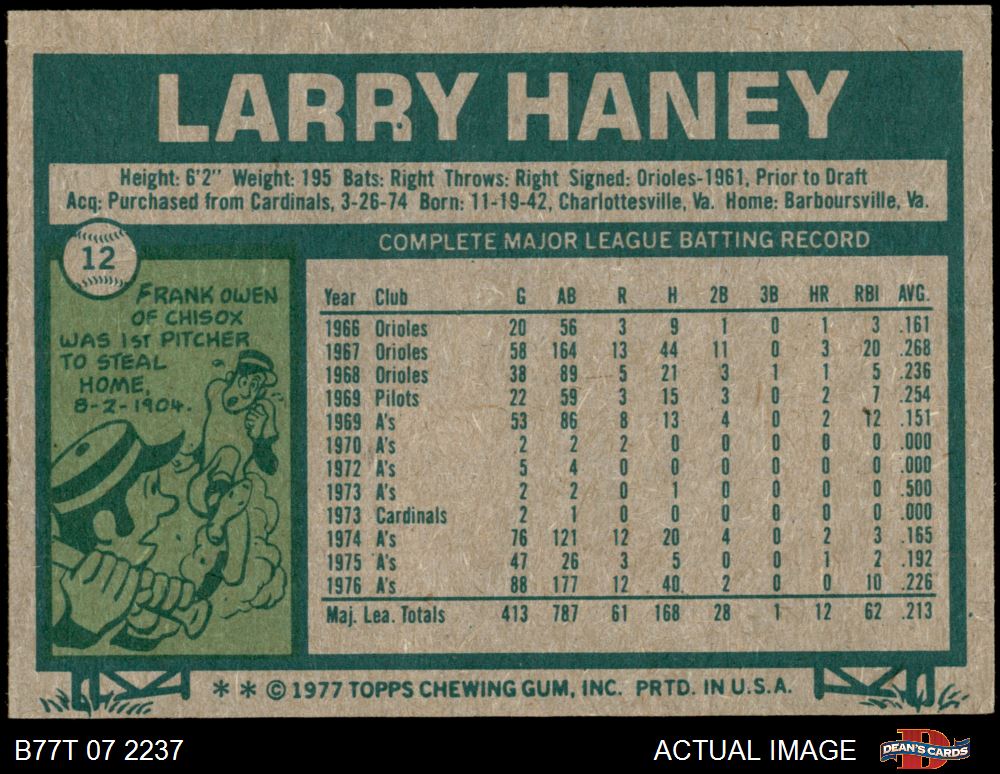 LARRY HANEY
Height: 6'2" Weight: 195 Bats: Right Throws: Right Signed: Orioles-1961, Prior to Draft
Acq: Purchased from Cardinals, 3-26-74 Born: 11-19-42, Charlottesville, Va. Home: Barboursville, Va.
12
COMPLETE MAJOR LEAGUE BATTING RECORD
FRANK OWEN
OF CHISOX
WAS 1ST PITCHER
TO STEAL
HOME,
8-2-1904.
Year Club G AB R H 2B 3B HR RBI AVG.
1966 Orioles 20 56 3 9 1 0 1 3 .161
1967 Orioles 58 164 13 44 11 0 3 20 .268
1968 Orioles 38 89 5 21 3 1 1 5 .236
1969 Pilots 22 59 3 15 3 0 2 7 .254
1969 A's 53 86 8 13 4 0 2 12 .151
1970 A's 2 2 2 0 0 0 0 0 .000
1972 A's 5 4 0 0 0 0 0 0 .000
1973 A's 2 2 0 1 0 0 0 0 .500
1973 Cardinals 2 1 0 0 0 0 0 0 .000
1974 A's 76 121 12 20 4 0 2 3 .165
1975 A's 47 26 3 5 0 0 1 2 .192
1976 A's 88 177 12 40 2 0 0 10 .226
Maj. Lea. Totals 413 787 61 168 28 1 12 62 .213
* * © 1977 TOPPS CHEWING GUM, INC. PRTD. IN U.S.A.
B77T 07 2237 ACTUAL IMAGE DEAN'S CARDS